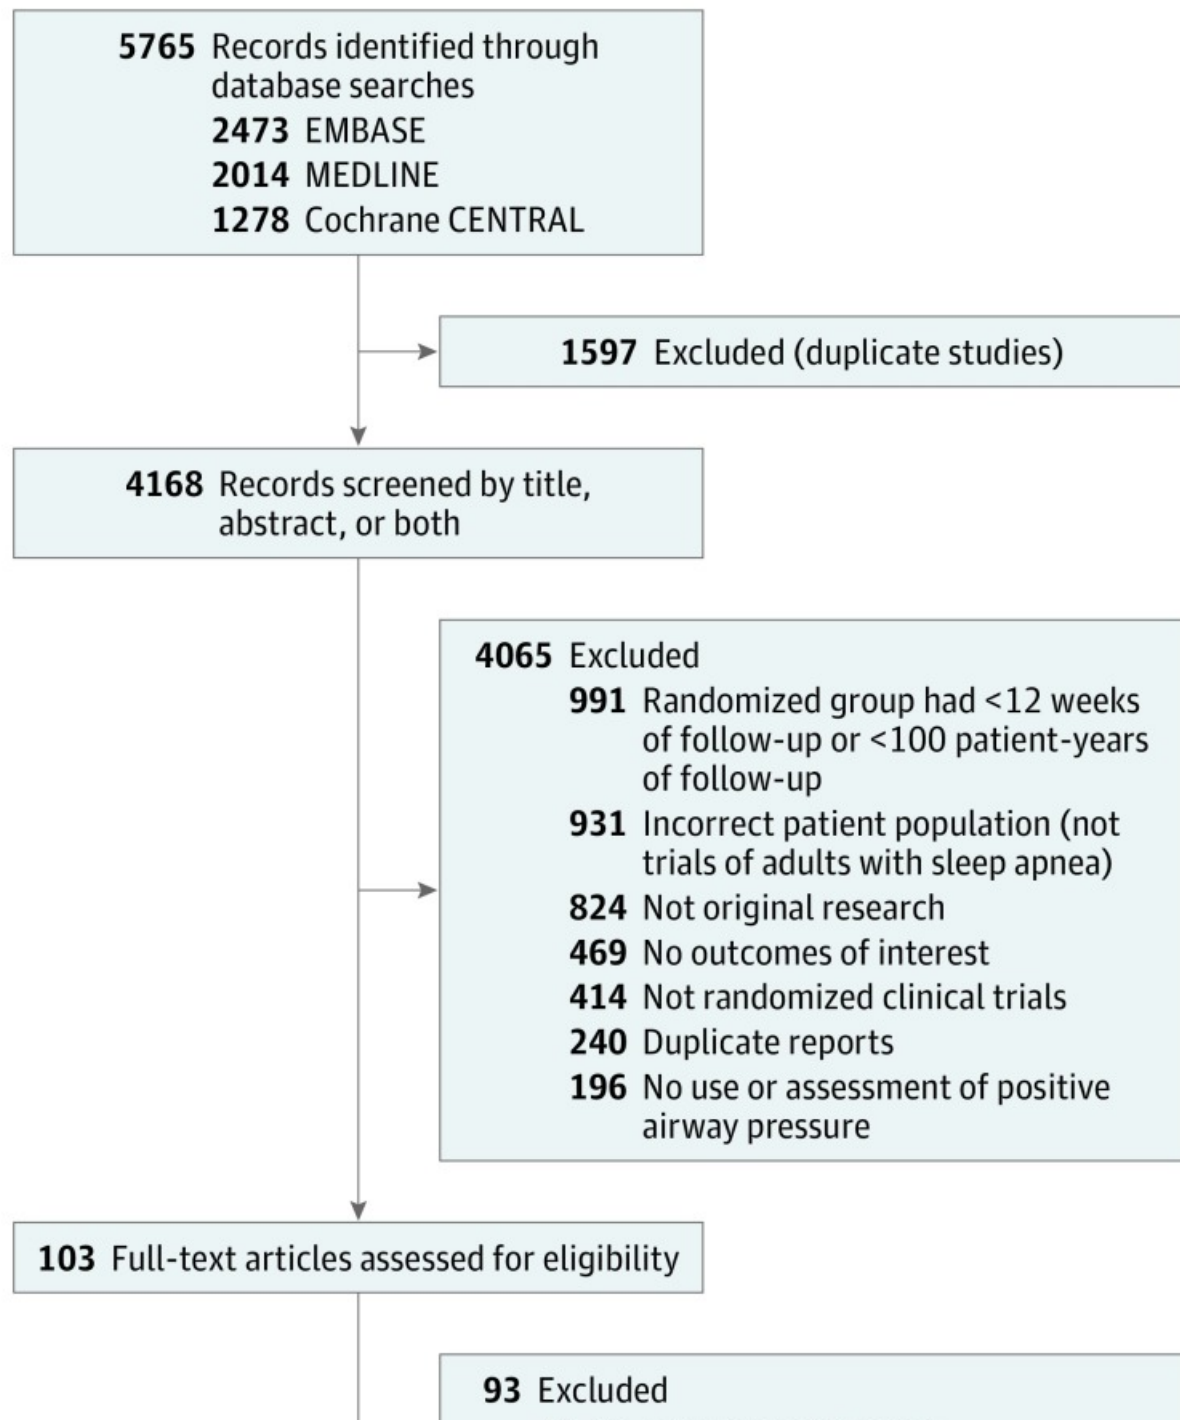 5765 Records identified through
database searches
2473 EMBASE
2014 MEDLINE
1278 Cochrane CENTRAL
1597 Excluded (duplicate studies)
4168 Records screened by title,
abstract, or both
4065 Excluded
991 Randomized group had <12 weeks
of follow-up or <100 patient-years
of follow-up
931 Incorrect patient population (not
trials of adults with sleep apnea)
824 Not original research
469 No outcomes of interest
414 Not randomized clinical trials
240 Duplicate reports
196 No use or assessment of positive
airway pressure
103 Full-text articles assessed for eligibility
93 Excluded